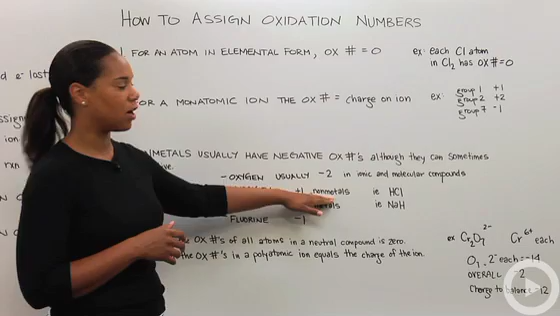 HOW TO ASSIGN OXIDATION NUMBERS
FOR AN ATOM IN ELEMENTAL FORM, OX # = 0 ex: each Cl atom
in Cl₂ has OX#=0
d e⁻ lost
OR A MONATOMIC ION THE OX # = charge on ion ex: group 1 +1
group 2 +2
group 7 -1
ion
rxn
NMETALS USUALLY HAVE NEGATIVE OX #'S although they can sometimes
- OXYGEN USUALLY -2 in ionic and molecular compounds
+1 nonmetals ie HCl
metals ie NaH
FLUORINE -1
OX #'s of all atoms in a neutral compound is zero.
the OX #'s in a polyatomic ion equals the charge of the ion.
ex Cr₂O₇²⁻ Cr⁶⁺ each
O₇ 2⁻ each = -14
OVERALL -2
Charge to balance = 12